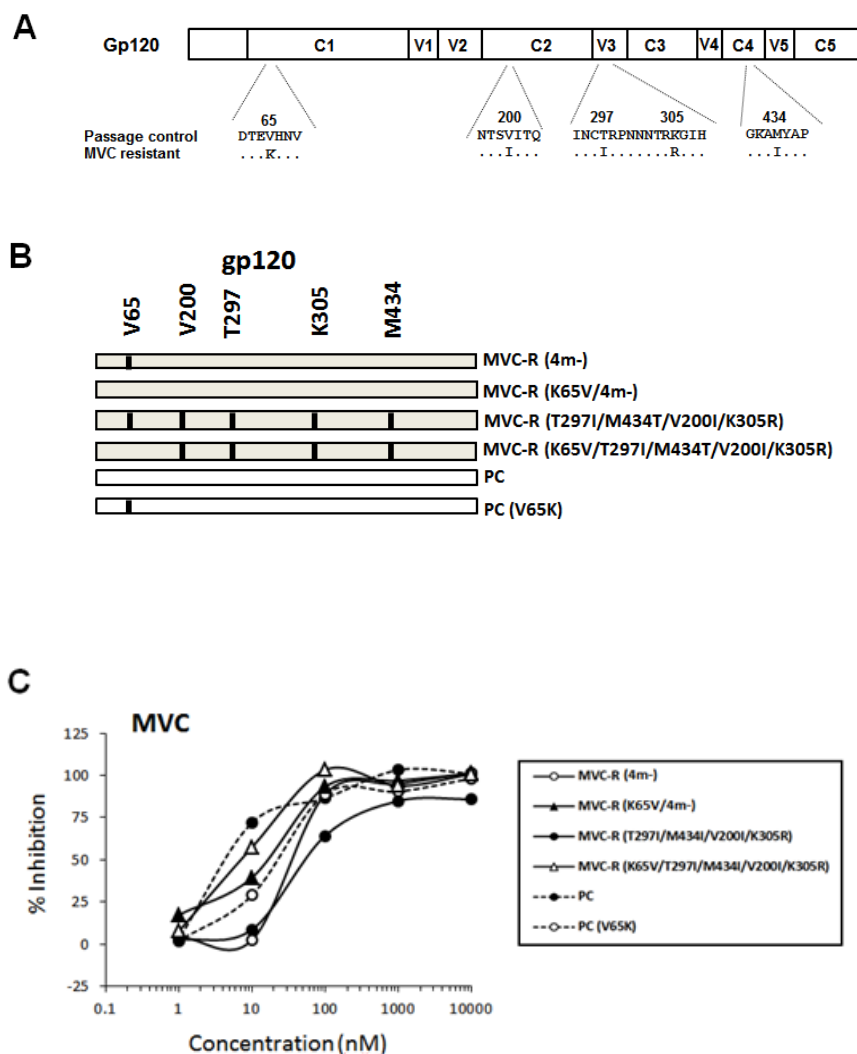 A
Gp120
C1 V1 V2 C2 V3 C3 V4 C4 V5 C5
65 200 297 305 434
Passage control DTEVHNV NTSVITQ INCTRPNNNTRKGIH GKAMYAP
MVC resistant ...K... ...I... ...I.......R... ...I...
B
gp120
V65 V200 T297 K305 M434
MVC-R (4m-)
MVC-R (K65V/4m-)
MVC-R (T297I/M434T/V200I/K305R)
MVC-R (K65V/T297I/M434T/V200I/K305R)
PC
PC (V65K)
C
MVC
125
100
75
50
25
0
-25
% Inhibition
0.1 1 10 100 1000 10000
Concentration (nM)
MVC-R (4m-)
MVC-R (K65V/4m-)
MVC-R (T297I/M434I/V200I/K305R)
MVC-R (K65V/T297I/M434I/V200I/K305R)
PC
PC (V65K)